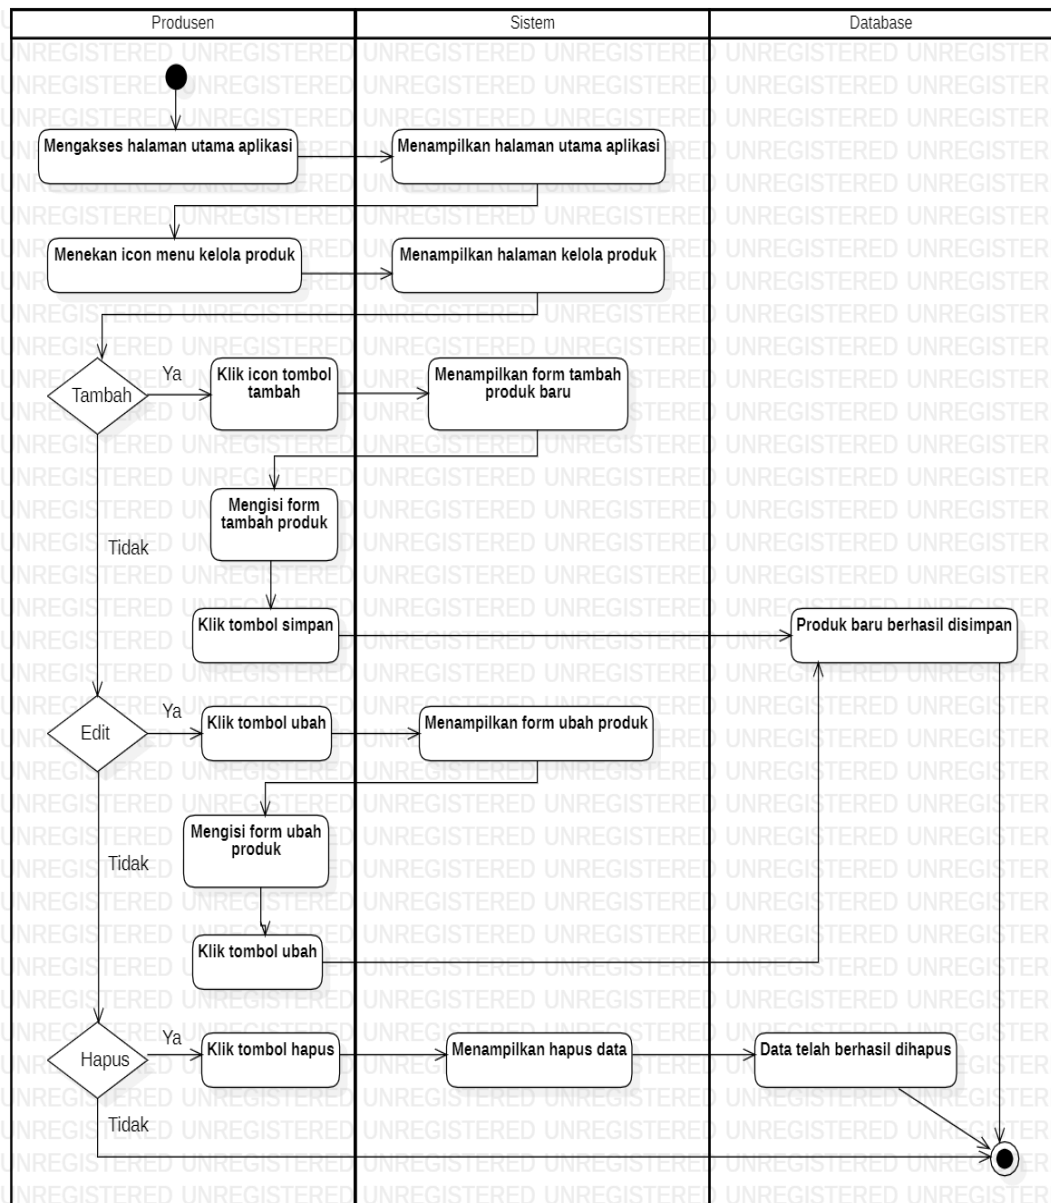 Produsen
Sistem
Database
Mengakses halaman utama aplikasi
Menampilkan halaman utama aplikasi
Menekan icon menu kelola produk
Menampilkan halaman kelola produk
Tambah
Ya
Klik icon tombol
tambah
Menampilkan form tambah
produk baru
Mengisi form
tambah produk
Tidak
Klik tombol simpan
Produk baru berhasil disimpan
Edit
Ya
Klik tombol ubah
Menampilkan form ubah produk
Mengisi form ubah
produk
Tidak
Klik tombol ubah
Hapus
Ya
Klik tombol hapus
Menampilkan hapus data
Data telah berhasil dihapus
Tidak
UNREGISTERED